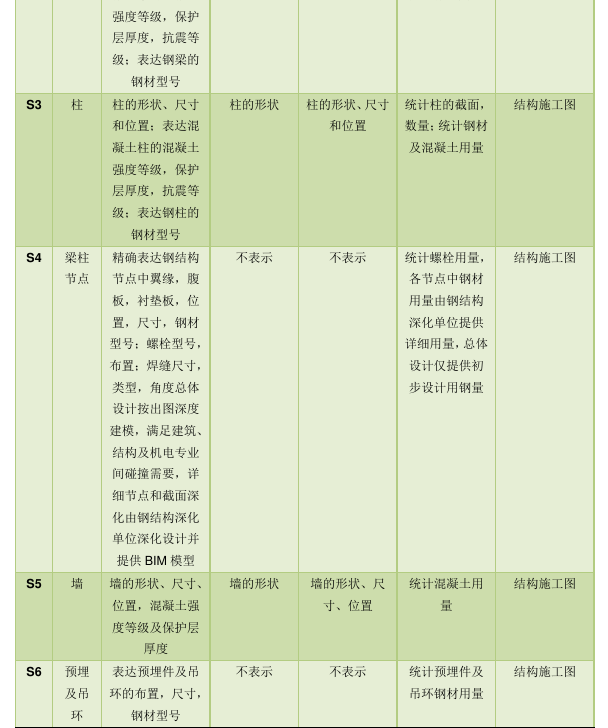 强度等级，保护
层厚度，抗震等
级；表达钢梁的
钢材型号
S3 柱 柱的形状、尺寸 柱的形状 柱的形状、尺寸 统计柱的截面， 结构施工图
和位置；表达混 和位置 数量；统计钢材
凝土柱的混凝土 及混凝土用量
强度等级，保护
层厚度，抗震等
级；表达钢柱的
钢材型号
S4 梁柱 精确表达钢结构 不表示 不表示 统计螺栓用量， 结构施工图
节点 节点中翼缘，腹 各节点中钢材
板，衬垫板，位 用量由钢结构
置，尺寸，钢材 深化单位提供
型号；螺栓型号， 详细用量，总体
布置；焊缝尺寸， 设计仅提供初
类型，角度总体 步设计用钢量
设计按出图深度
建模，满足建筑、
结构及机电专业
间碰撞需要，详
细节点和截面深
化由钢结构深化
单位深化设计并
提供 BIM 模型
S5 墙 墙的形状、尺寸、 墙的形状 墙的形状、尺 统计混凝土用 结构施工图
位置，混凝土强 寸、位置 量
度等级及保护层
厚度
S6 预埋 表达预埋件及吊 不表示 不表示 统计预埋件及 结构施工图
及吊 环的布置，尺寸， 吊环钢材用量
环 钢材型号